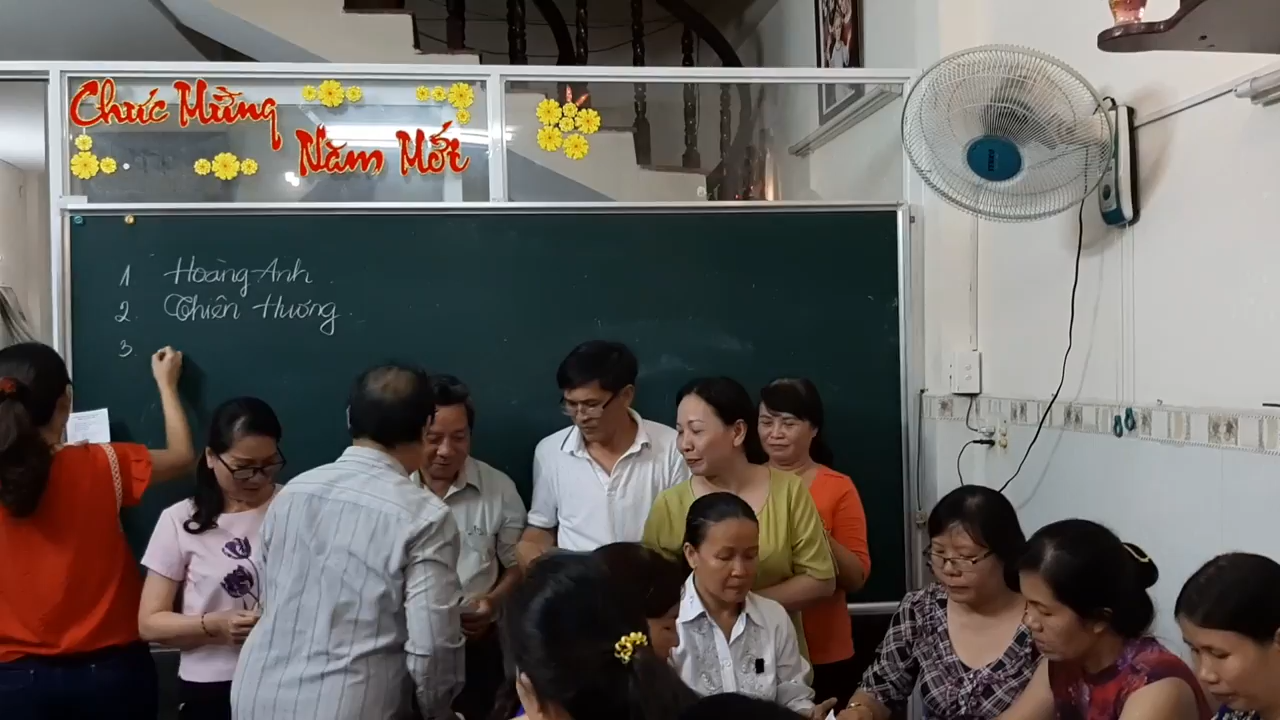 Chúc Mừng
Năm Mới
1 Hoàng Anh
2. Thiên Hương
3.